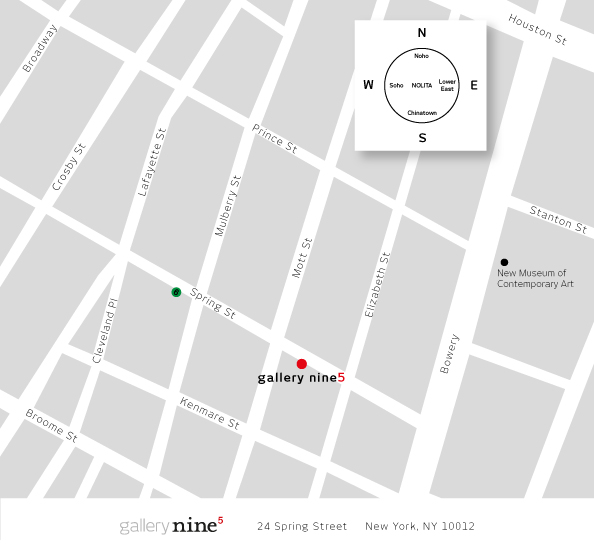 Houston St
N
Noho
W
Soho
NOLITA
Lower
East
E
Chinatown
S
Broadway
Crosby St
Lafayette St
Prince St
Mulberry St
Mott St
Elizabeth St
Stanton St
New Museum of
Contemporary Art
Spring St
6
Cleveland Pl
Bowery
gallery nine5
Kenmare St
Broome St
gallery nine5
24 Spring Street
New York, NY 10012